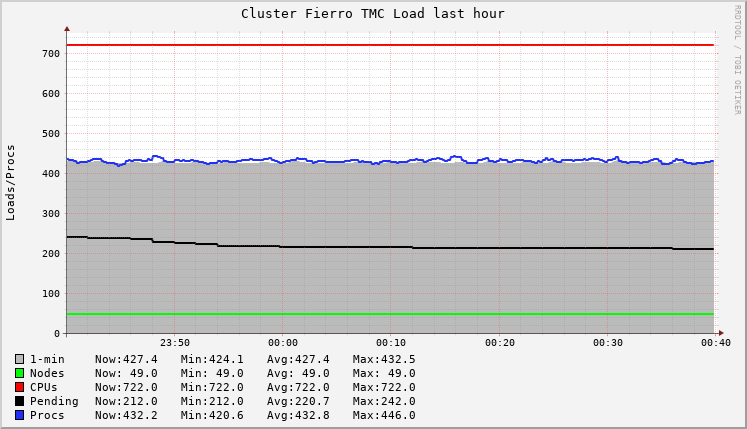 Cluster Fierro TMC Load last hour
RRDTOOL / TOBI OETIKER
Loads/Procs
700
600
500
400
300
200
100
0
23:50 00:00 00:10 00:20 00:30 00:40
1-min Now:427.4 Min:424.1 Avg:427.4 Max:432.5
Nodes Now: 49.0 Min: 49.0 Avg: 49.0 Max: 49.0
CPUs Now:722.0 Min:722.0 Avg:722.0 Max:722.0
Pending Now:212.0 Min:212.0 Avg:220.7 Max:242.0
Procs Now:432.2 Min:420.6 Avg:432.8 Max:446.0